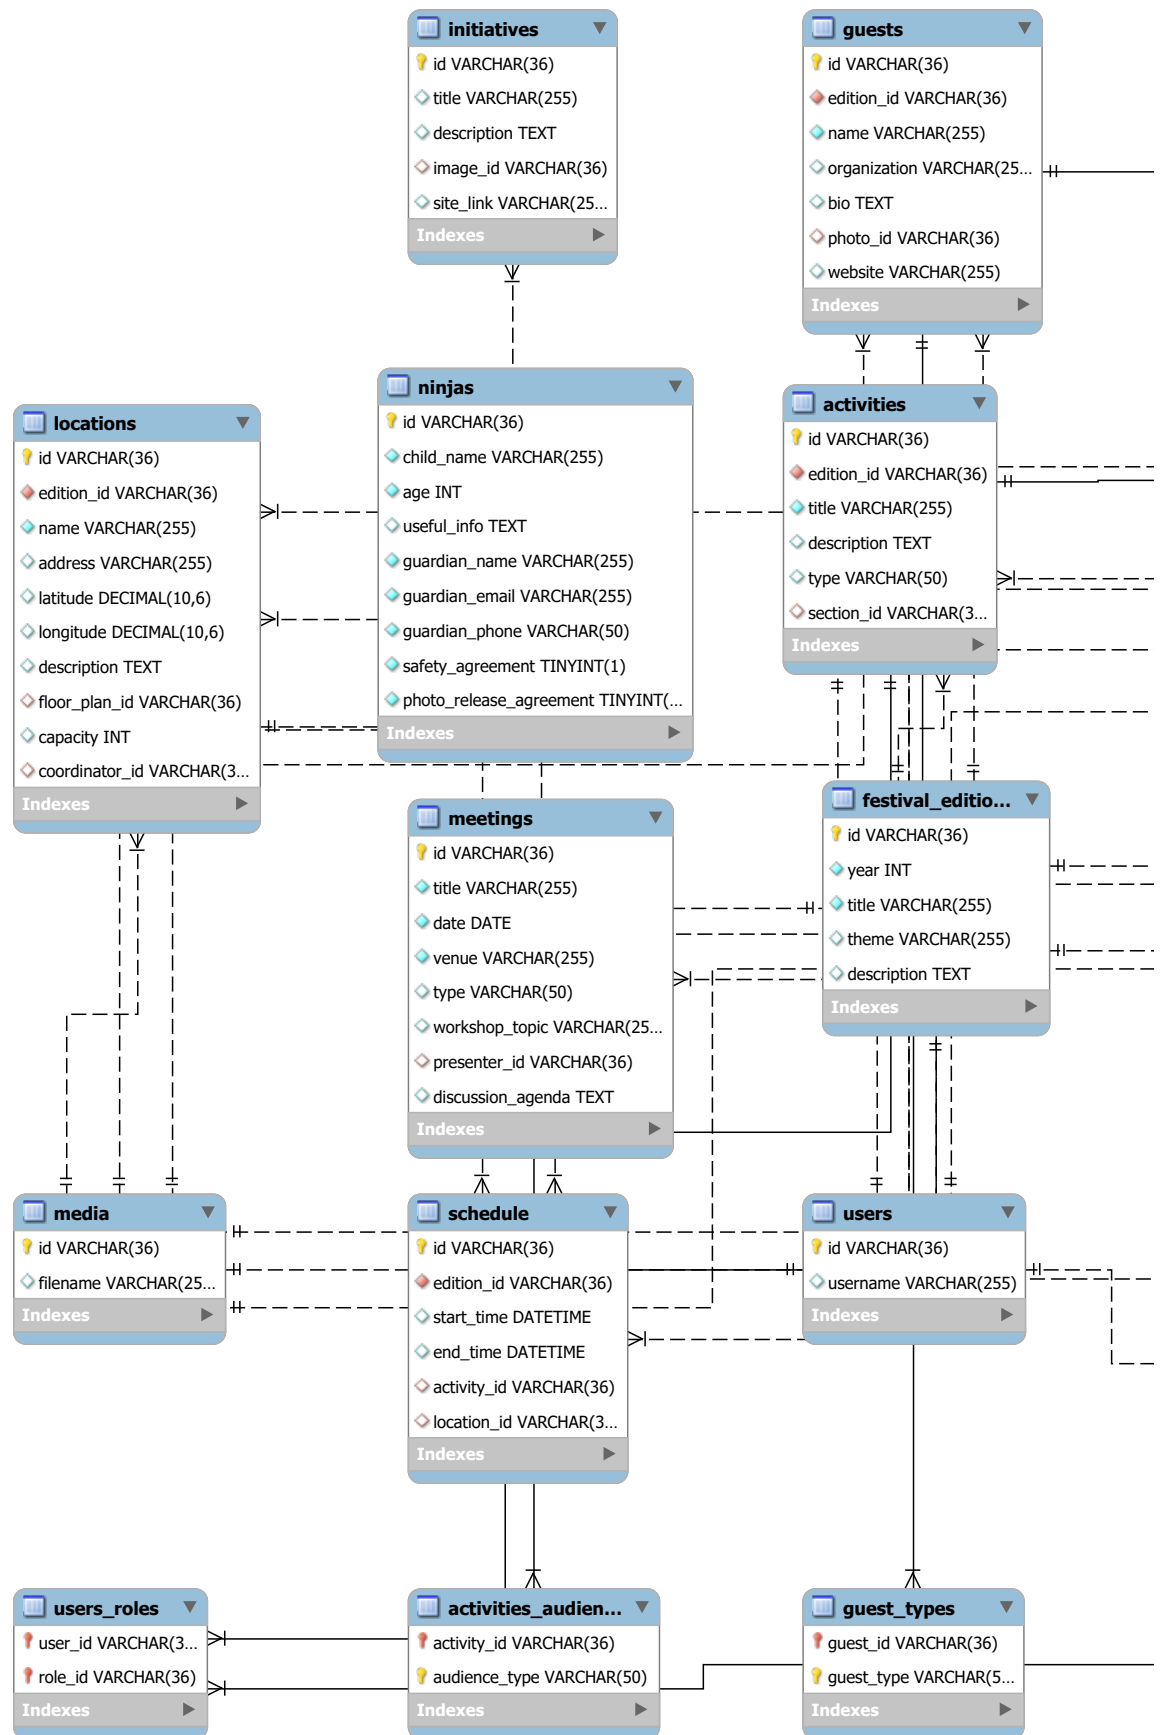 initiatives
id VARCHAR(36)
title VARCHAR(255)
description TEXT
image_id VARCHAR(36)
site_link VARCHAR(25...
Indexes
guests
id VARCHAR(36)
edition_id VARCHAR(36)
name VARCHAR(255)
organization VARCHAR(25...
bio TEXT
photo_id VARCHAR(36)
website VARCHAR(255)
Indexes
locations
id VARCHAR(36)
edition_id VARCHAR(36)
name VARCHAR(255)
address VARCHAR(255)
latitude DECIMAL(10,6)
longitude DECIMAL(10,6)
description TEXT
floor_plan_id VARCHAR(36)
capacity INT
coordinator_id VARCHAR(3...
Indexes
ninjas
id VARCHAR(36)
child_name VARCHAR(255)
age INT
useful_info TEXT
guardian_name VARCHAR(255)
guardian_email VARCHAR(255)
guardian_phone VARCHAR(50)
safety_agreement TINYINT(1)
photo_release_agreement TINYINT(...
Indexes
activities
id VARCHAR(36)
edition_id VARCHAR(36)
title VARCHAR(255)
description TEXT
type VARCHAR(50)
section_id VARCHAR(3...
Indexes
meetings
id VARCHAR(36)
title VARCHAR(255)
date DATE
venue VARCHAR(255)
type VARCHAR(50)
workshop_topic VARCHAR(25...
presenter_id VARCHAR(36)
discussion_agenda TEXT
Indexes
festival_editio...
id VARCHAR(36)
year INT
title VARCHAR(255)
theme VARCHAR(255)
description TEXT
Indexes
media
id VARCHAR(36)
filename VARCHAR(25...
Indexes
schedule
id VARCHAR(36)
edition_id VARCHAR(36)
start_time DATETIME
end_time DATETIME
activity_id VARCHAR(36)
location_id VARCHAR(3...
Indexes
users
id VARCHAR(36)
username VARCHAR(255)
Indexes
users_roles
user_id VARCHAR(3...
role_id VARCHAR(36)
Indexes
activities_audien...
activity_id VARCHAR(36)
audience_type VARCHAR(50)
Indexes
guest_types
guest_id VARCHAR(36)
guest_type VARCHAR(5...
Indexes